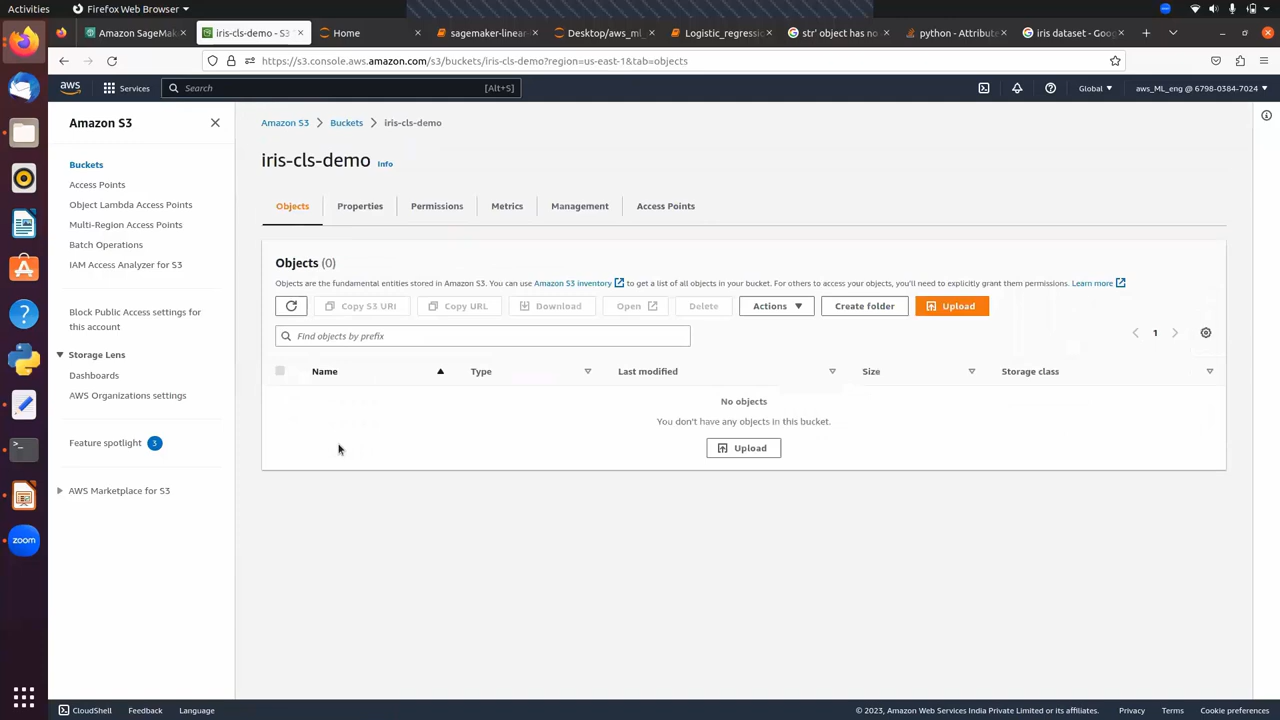 Activities Firefox Web Browser
Amazon SageMak
iris-cls-demo - S3
Home
sagemaker-linear
Desktop/aws_ml_
Logistic_regressio
str' object has no
python - Attribute
iris dataset - Goog
https://s3.console.aws.amazon.com/s3/buckets/iris-cls-demo?region=us-east-1&tab=objects
aws Services Search [Alt+S] Global aws_ML_eng @ 6798-0384-7024
Amazon S3
Buckets
Access Points
Object Lambda Access Points
Multi-Region Access Points
Batch Operations
IAM Access Analyzer for S3
Block Public Access settings for
this account
Storage Lens
Dashboards
AWS Organizations settings
Feature spotlight 3
AWS Marketplace for S3
Amazon S3 > Buckets > iris-cls-demo
iris-cls-demo Info
Objects Properties Permissions Metrics Management Access Points
Objects (0)
Objects are the fundamental entities stored in Amazon S3. You can use Amazon S3 inventory to get a list of all objects in your bucket. For others to access your objects, you'll need to explicitly grant them permissions. Learn more
Copy S3 URI Copy URL Download Open Delete Actions Create folder Upload
Find objects by prefix
1
Name Type Last modified Size Storage class
No objects
You don't have any objects in this bucket.
Upload
zoom
CloudShell Feedback Language © 2023, Amazon Web Services India Private Limited or its affiliates. Privacy Terms Cookie preferences